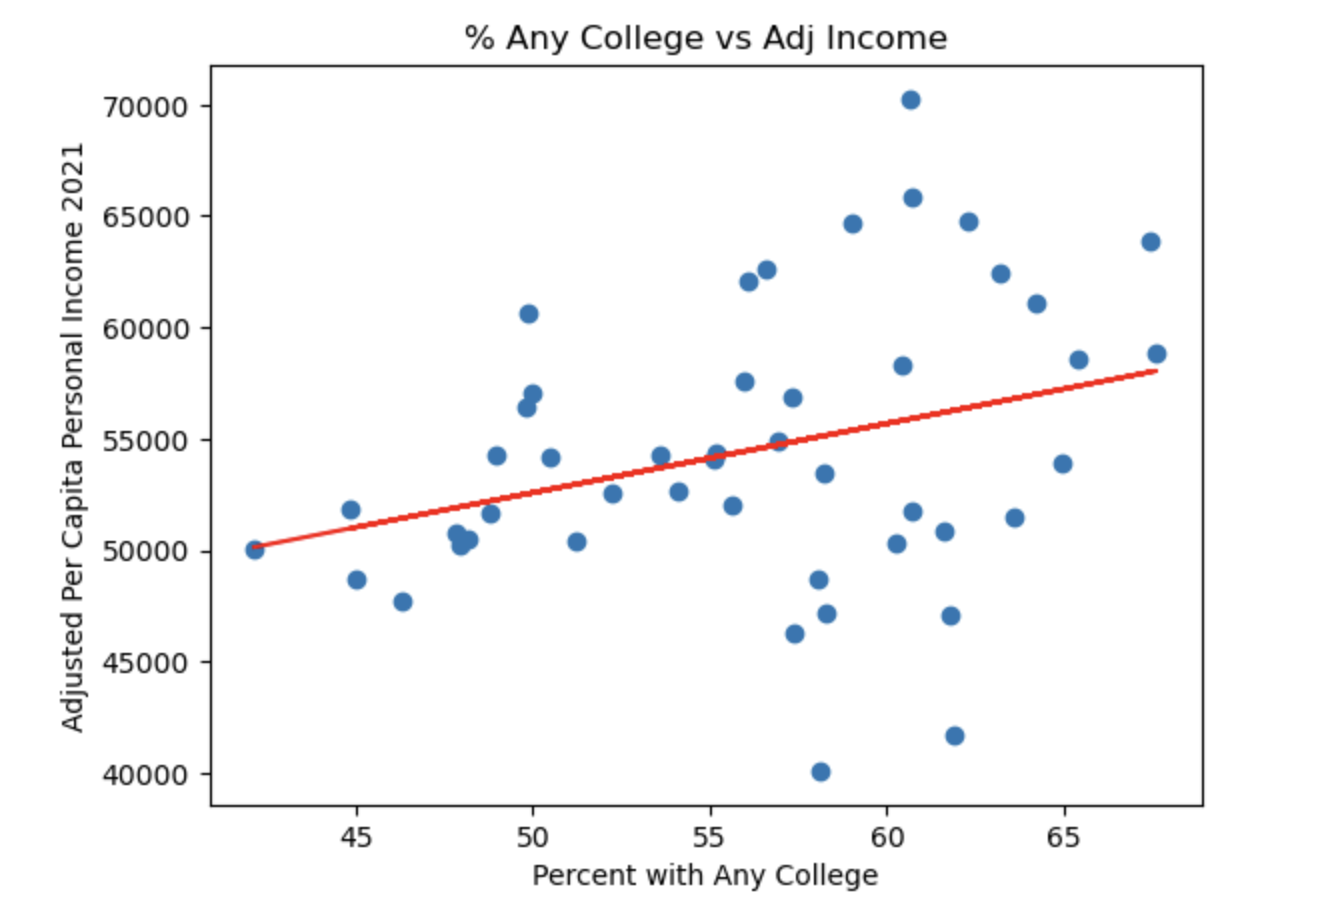 % Any College vs Adj Income
Adjusted Per Capita Personal Income 2021
70000
65000
60000
55000
50000
45000
40000
45 50 55 60 65
Percent with Any College